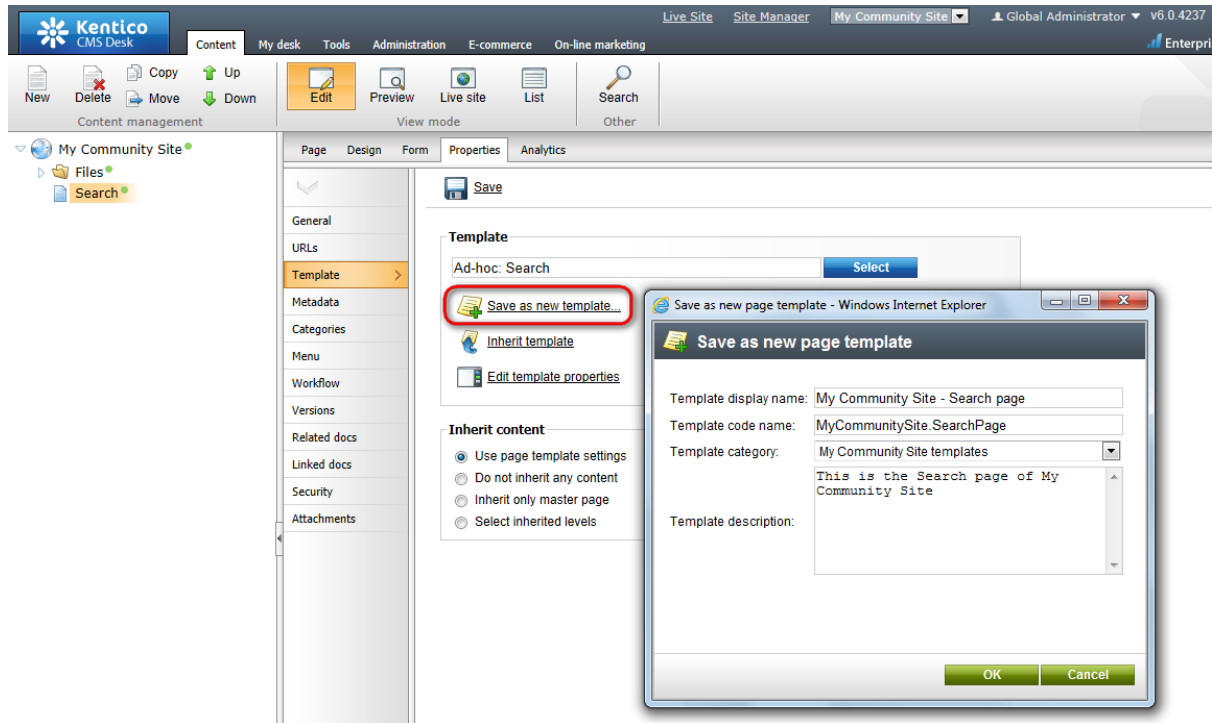 Kentico
CMS Desk
Live Site Site Manager My Community Site Global Administrator v6.0.4237
Content My desk Tools Administration E-commerce On-line marketing
Enterpri
New Delete Copy Move Up Down
Content management
Edit Preview Live site List
View mode
Search
Other
My Community Site
Files
Search
Page Design Form Properties Analytics
Save
General
URLs
Template
Metadata
Categories
Menu
Workflow
Versions
Related docs
Linked docs
Security
Attachments
Template
Ad-hoc: Search Select
Save as new template...
Inherit template
Edit template properties
Inherit content
Use page template settings
Do not inherit any content
Inherit only master page
Select inherited levels
Save as new page template - Windows Internet Explorer
Save as new page template
Template display name: My Community Site - Search page
Template code name: MyCommunitySite.SearchPage
Template category: My Community Site templates
Template description: This is the Search page of My
Community Site
OK Cancel